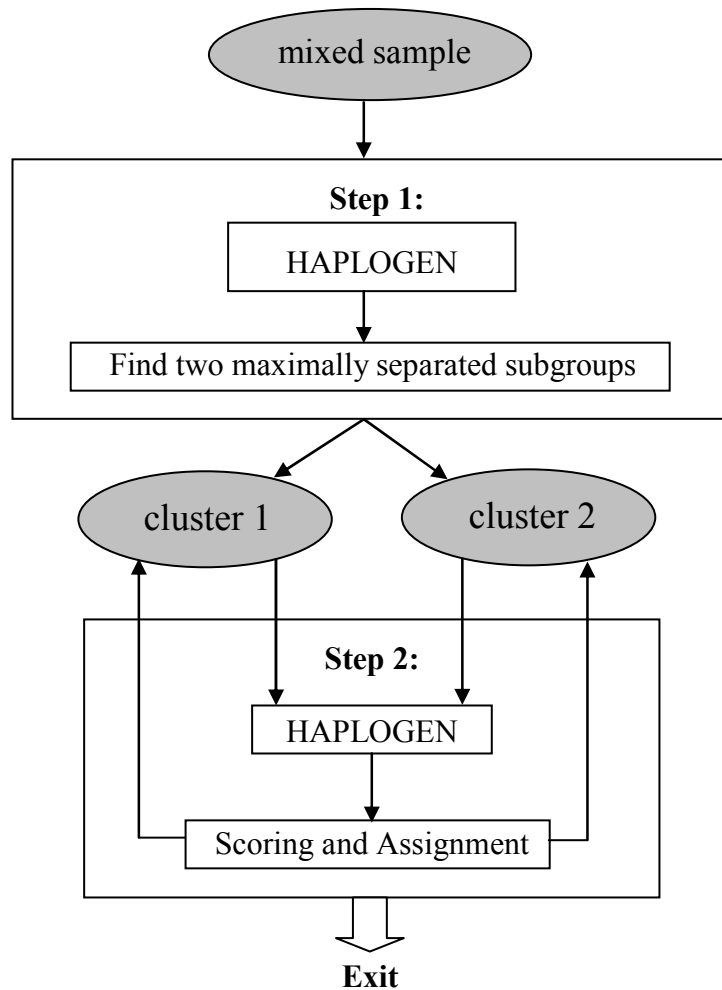 mixed sample
Step 1:
HAPLOGEN
Find two maximally separated subgroups
cluster 1
cluster 2
Step 2:
HAPLOGEN
Scoring and Assignment
Exit